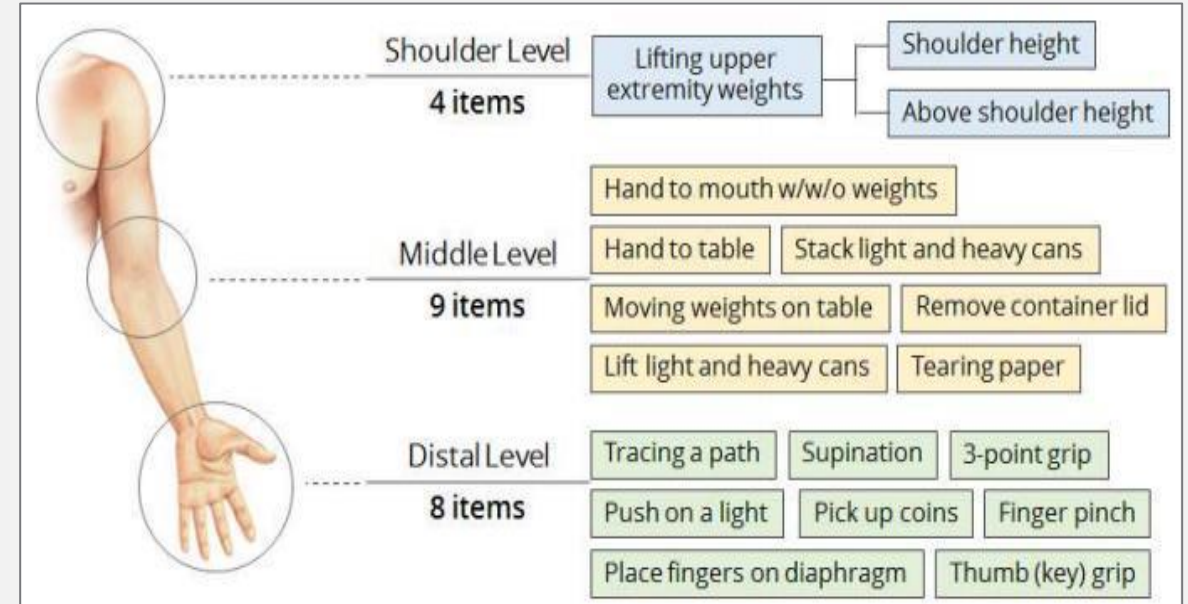 Shoulder Level
4 items
Lifting upper
extremity weights
Shoulder height
Above shoulder height
Middle Level
9 items
Hand to mouth w/w/o weights
Hand to table
Stack light and heavy cans
Moving weights on table
Remove container lid
Lift light and heavy cans
Tearing paper
Distal Level
8 items
Tracing a path
Supination
3-point grip
Push on a light
Pick up coins
Finger pinch
Place fingers on diaphragm
Thumb (key) grip